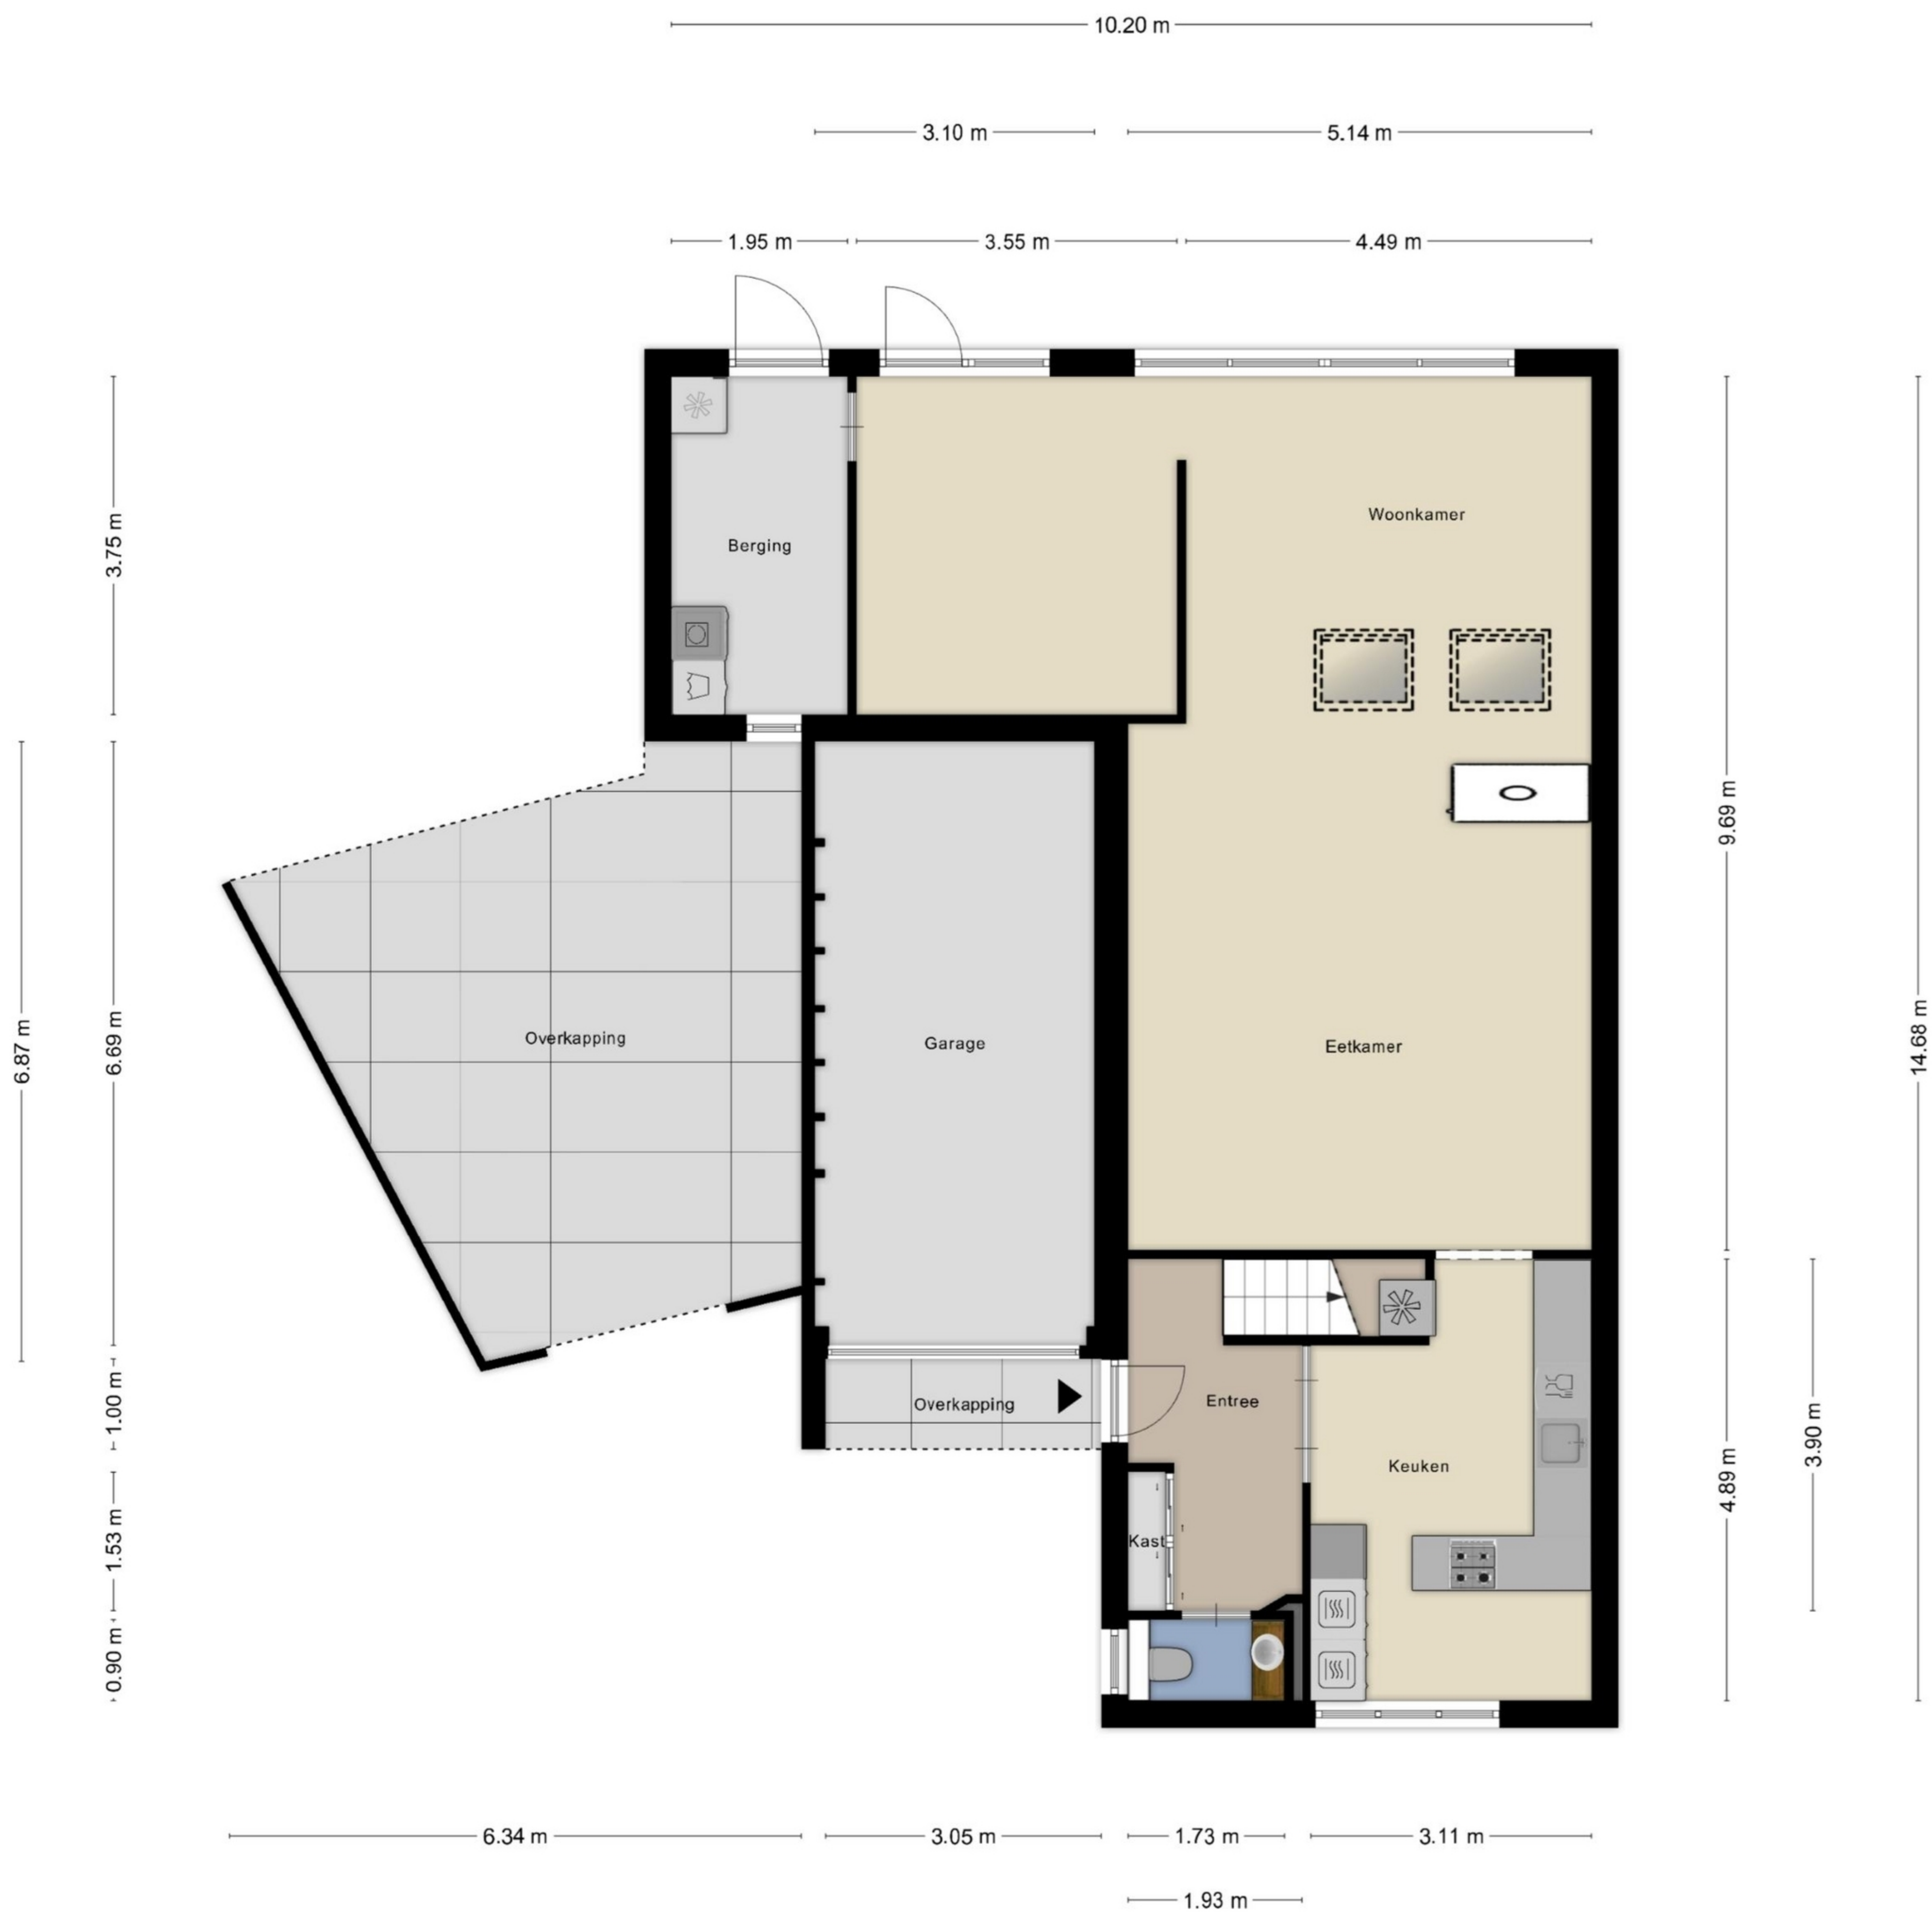 10.20 m
3.10 m
5.14 m
1.95 m
3.55 m
4.49 m
Woonkamer
Berging
3.75 m
9.69 m
Overkapping
Garage
Eetkamer
6.87 m
6.69 m
14.68 m
Overkapping
Entree
1.00 m
Keuken
3.90 m
4.89 m
Kast
1.53 m
0.90 m
6.34 m
3.05 m
1.73 m
3.11 m
1.93 m